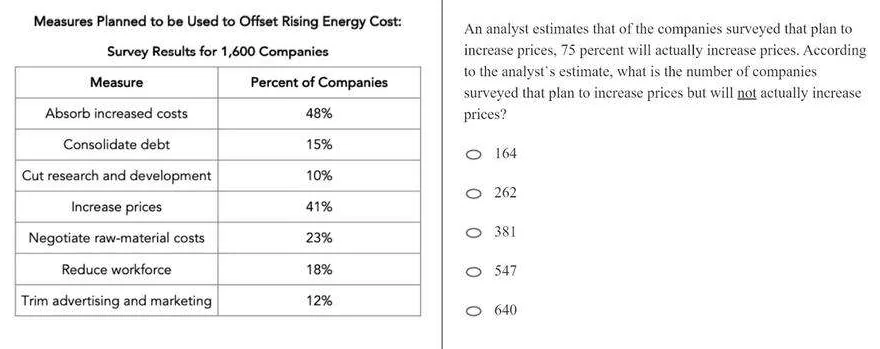 Measures Planned to be Used to Offset Rising Energy Cost:
Survey Results for 1,600 Companies
Measure Percent of Companies
Absorb increased costs 48%
Consolidate debt 15%
Cut research and development 10%
Increase prices 41%
Negotiate raw-material costs 23%
Reduce workforce 18%
Trim advertising and marketing 12%
An analyst estimates that of the companies surveyed that plan to
increase prices, 75 percent will actually increase prices. According
to the analyst's estimate, what is the number of companies
surveyed that plan to increase prices but will not actually increase
prices?
164
262
381
547
640